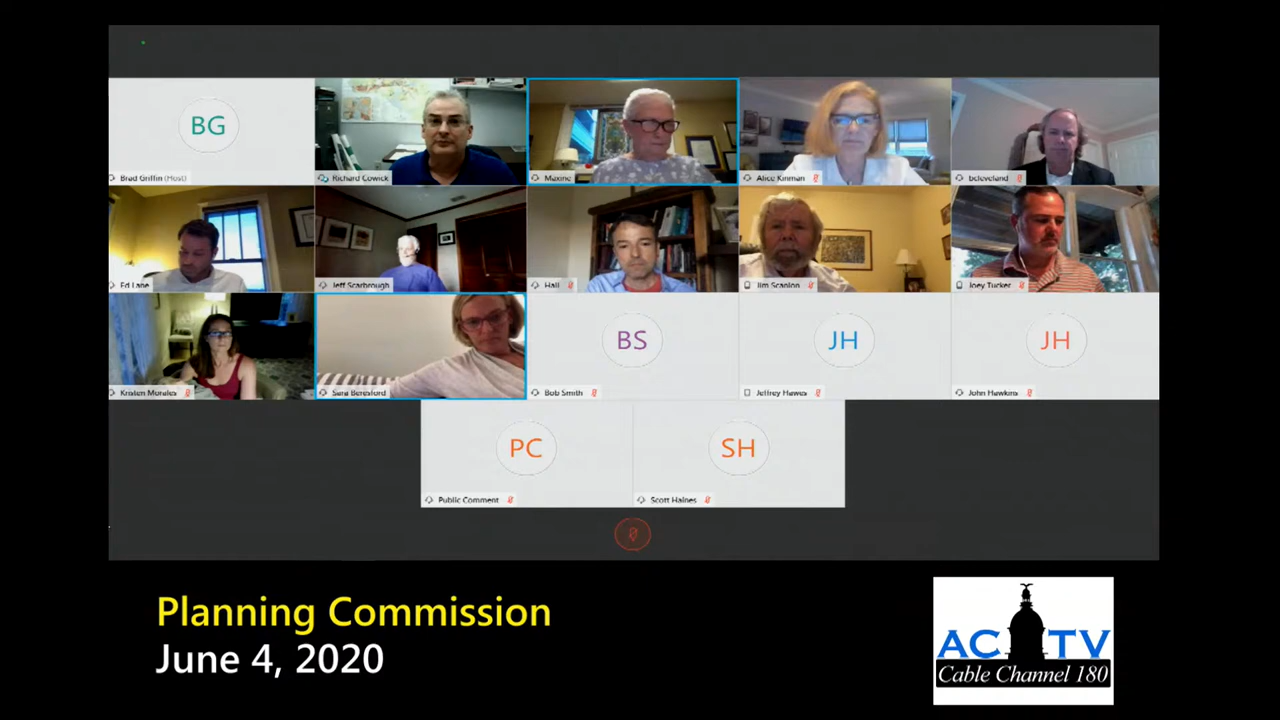 BG
Brad Griffin (Host)
Richard Cowick
Maxine
Alice Kinman
bcleveland
Ed Lane
Jeff Scarbrough
Hall
Jim Scanlon
Joey Tucker
Kristen Morales
Sara Beresford
BS
Bob Smith
JH
Jeffrey Hawes
JH
John Hawkins
PC
Public Comment
SH
Scott Haines
Planning Commission
June 4, 2020
AC TV
Cable Channel 180